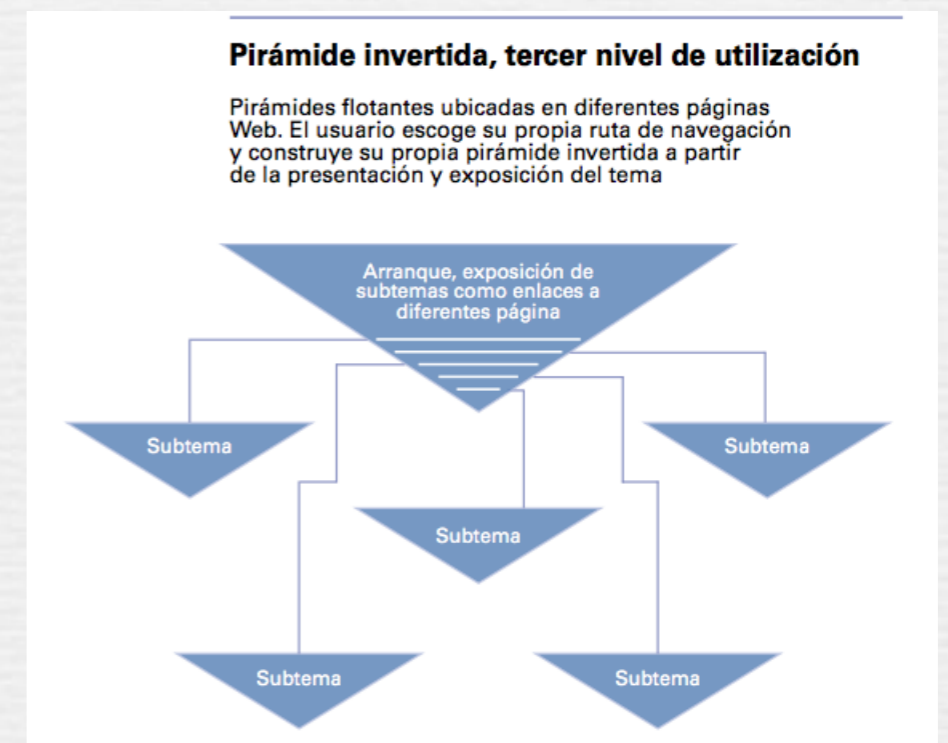 Pirámide invertida, tercer nivel de utilización
Pirámides flotantes ubicadas en diferentes páginas
Web. El usuario escoge su propia ruta de navegación
y construye su propia pirámide invertida a partir
de la presentación y exposición del tema
Arranque, exposición de
subtemas como enlaces a
diferentes página
Subtema
Subtema
Subtema
Subtema
Subtema